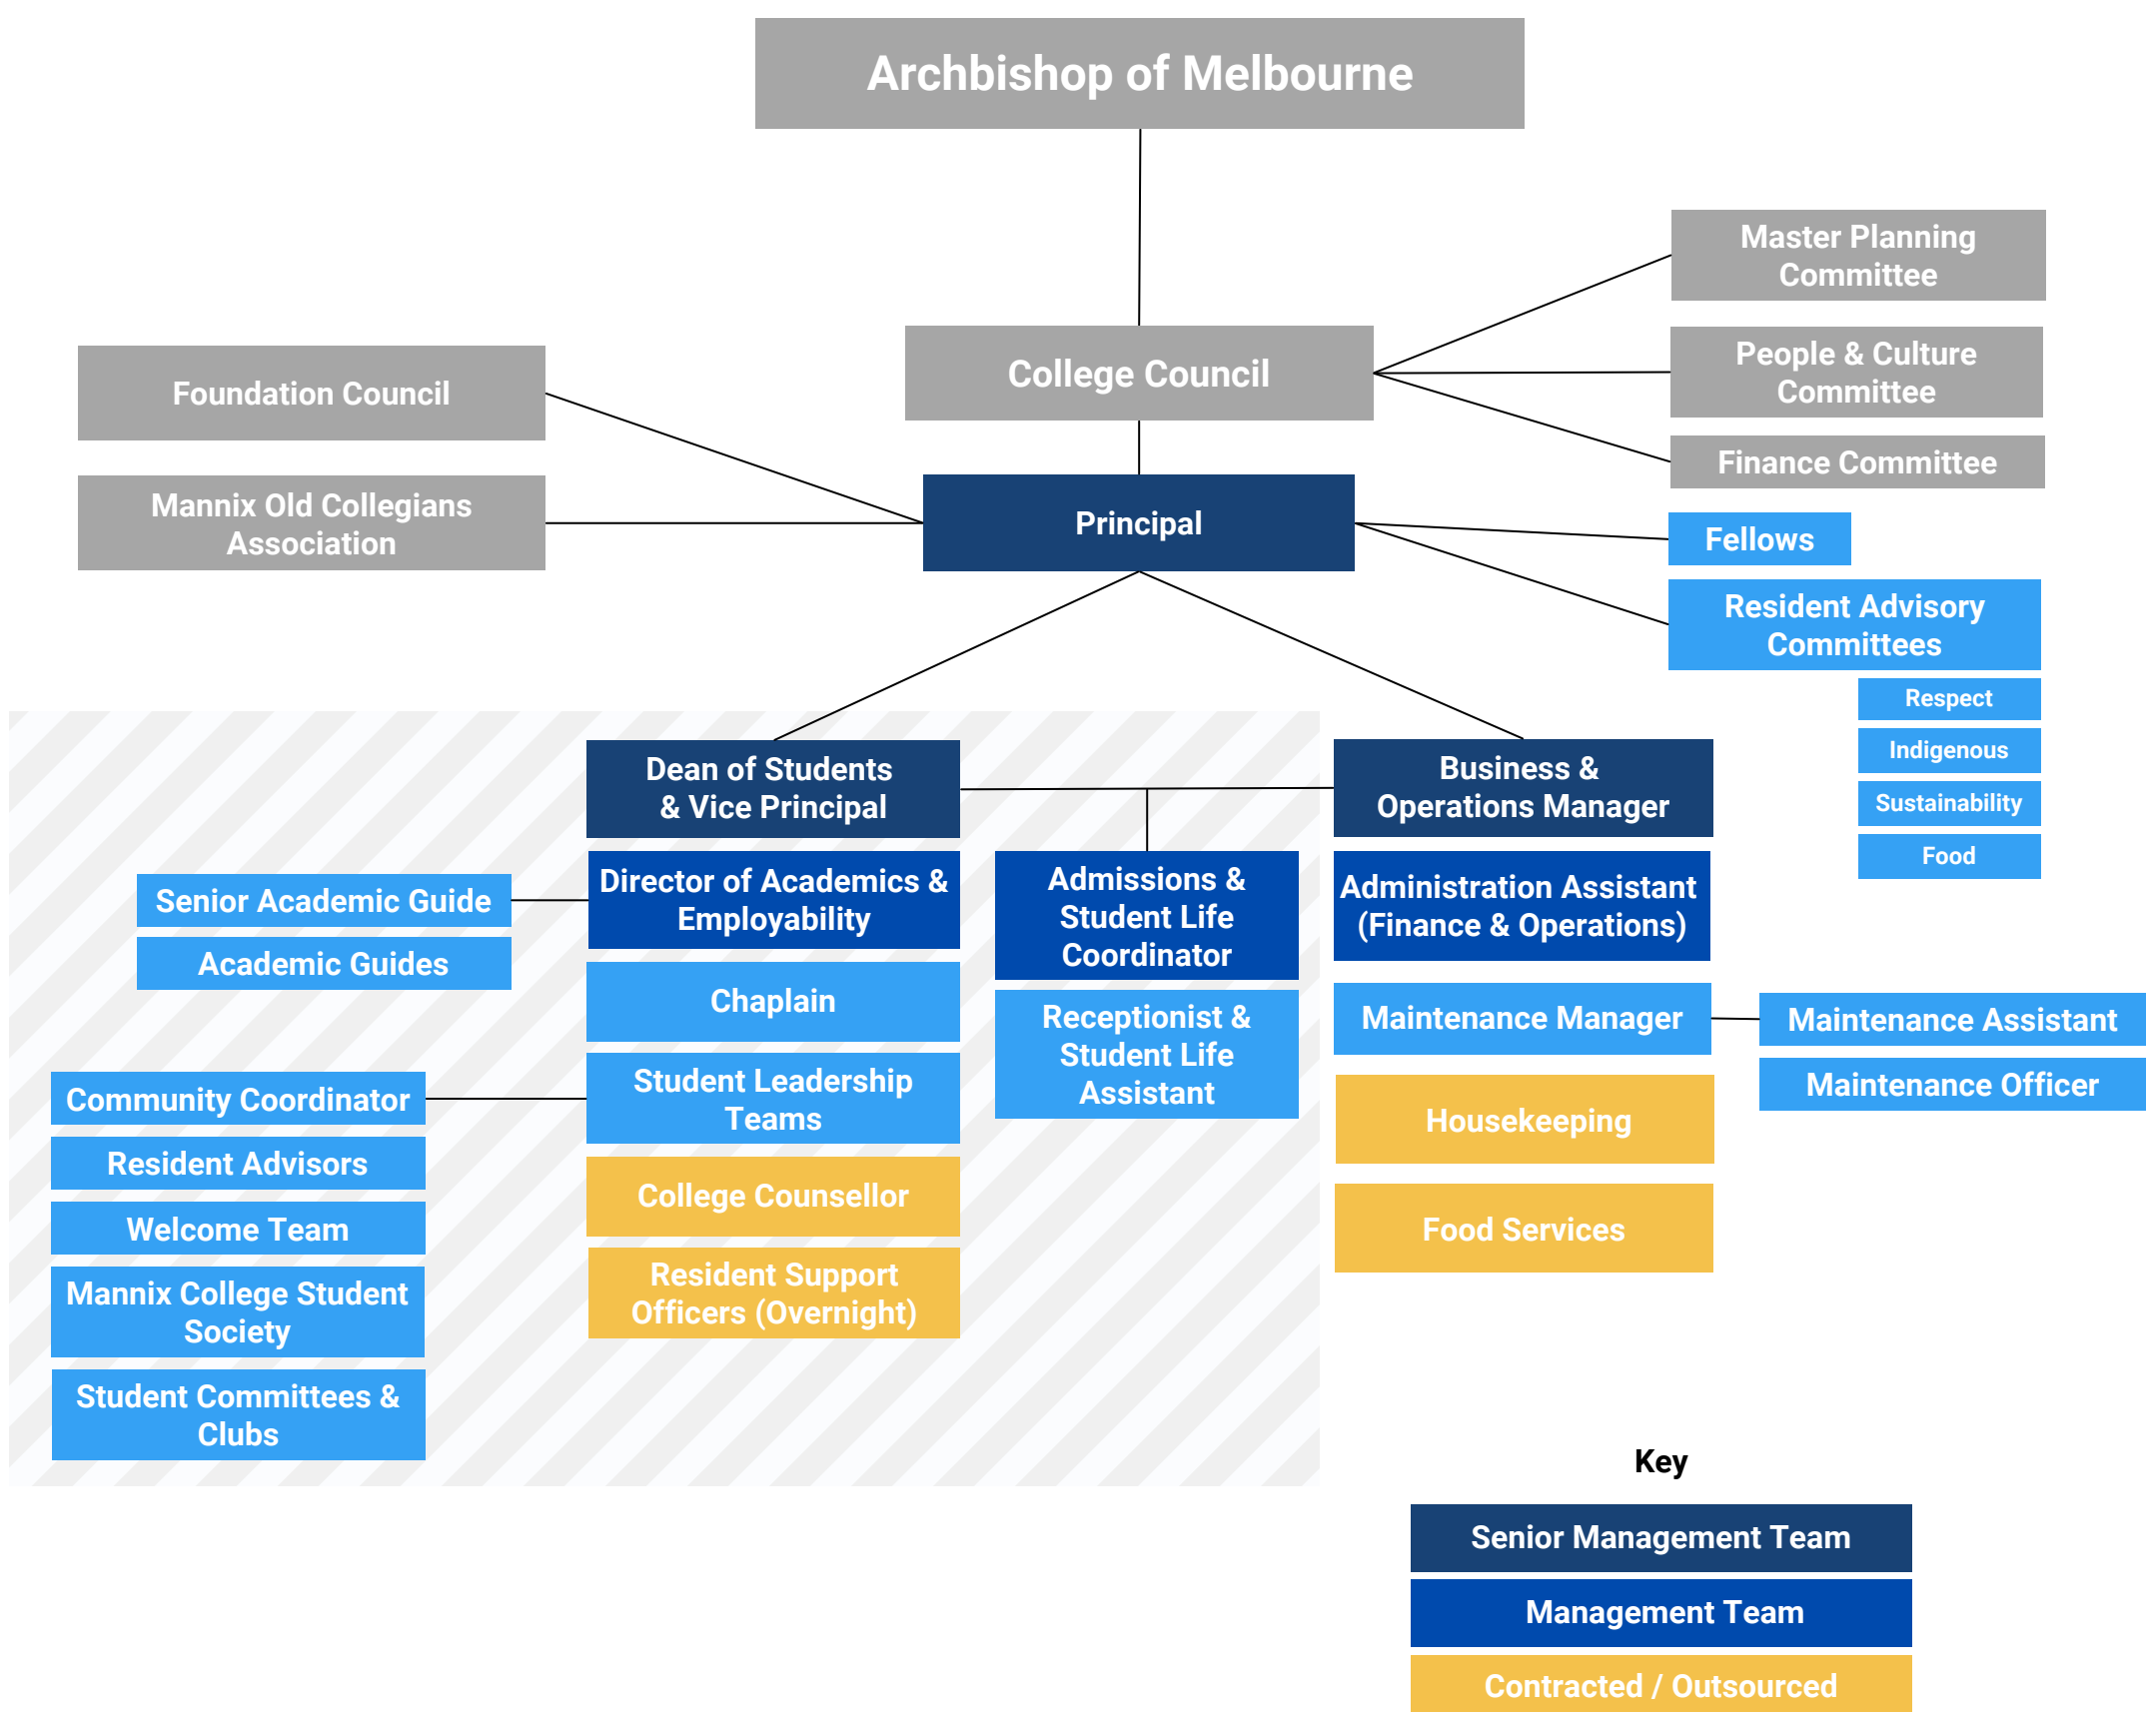 Archbishop of Melbourne
Master Planning
Committee
College Council
People & Culture
Committee
Foundation Council
Finance Committee
Mannix Old Collegians
Association
Principal
Fellows
Resident Advisory
Committees
Respect
Indigenous
Sustainability
Food
Dean of Students
& Vice Principal
Business &
Operations Manager
Senior Academic Guide
Academic Guides
Director of Academics &
Employability
Admissions &
Student Life
Coordinator
Administration Assistant
(Finance & Operations)
Chaplain
Receptionist &
Student Life
Assistant
Maintenance Manager
Maintenance Assistant
Maintenance Officer
Community Coordinator
Student Leadership
Teams
Housekeeping
Resident Advisors
College Counsellor
Food Services
Welcome Team
Resident Support
Officers (Overnight)
Mannix College Student
Society
Student Committees &
Clubs
Key
Senior Management Team
Management Team
Contracted / Outsourced